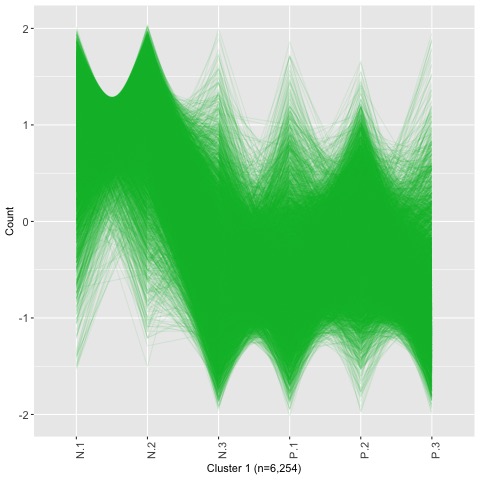 2
1
0
-1
-2
Count
N.1
N.2
N.3
P.1
P.2
P.3
Cluster 1 (n=6,254)